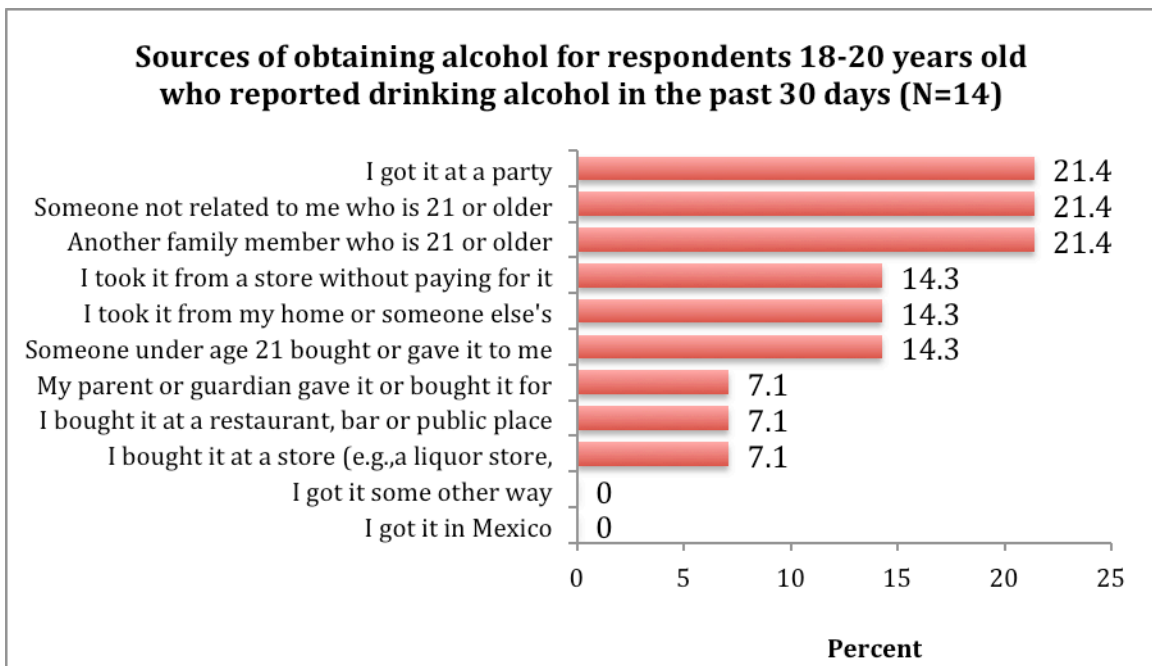 Sources of obtaining alcohol for respondents 18-20 years old
who reported drinking alcohol in the past 30 days (N=14)
I got it at a party 21.4
Someone not related to me who is 21 or older 21.4
Another family member who is 21 or older 21.4
I took it from a store without paying for it 14.3
I took it from my home or someone else's 14.3
Someone under age 21 bought or gave it to me 14.3
My parent or guardian gave it or bought it for 7.1
I bought it at a restaurant, bar or public place 7.1
I bought it at a store (e.g.,a liquor store, 7.1
I got it some other way 0
I got it in Mexico 0
0 5 10 15 20 25
Percent